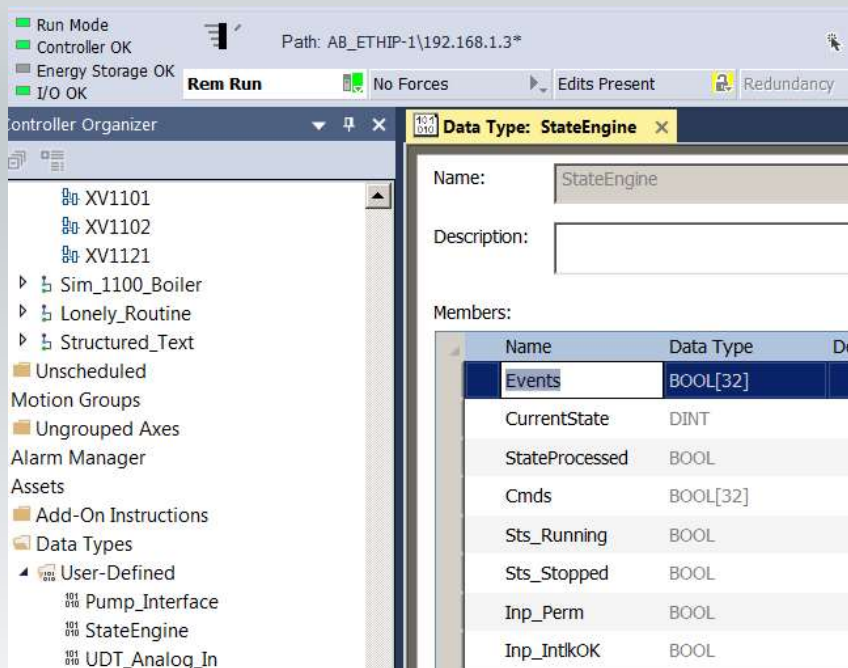 Run Mode
Controller OK
Energy Storage OK
I/O OK
Path: AB_ETHIP-1\192.168.1.3*
Rem Run
No Forces
Edits Present
Redundancy
Controller Organizer
XV1101
XV1102
XV1121
Sim_1100_Boiler
Lonely_Routine
Structured_Text
Unscheduled
Motion Groups
Ungrouped Axes
Alarm Manager
Assets
Add-On Instructions
Data Types
User-Defined
Pump_Interface
StateEngine
UDT_Analog_In
Data Type: StateEngine
Name: StateEngine
Description:
Members:
Name Data Type De
Events BOOL[32]
CurrentState DINT
StateProcessed BOOL
Cmds BOOL[32]
Sts_Running BOOL
Sts_Stopped BOOL
Inp_Perm BOOL
Inp_IntlkOK BOOL